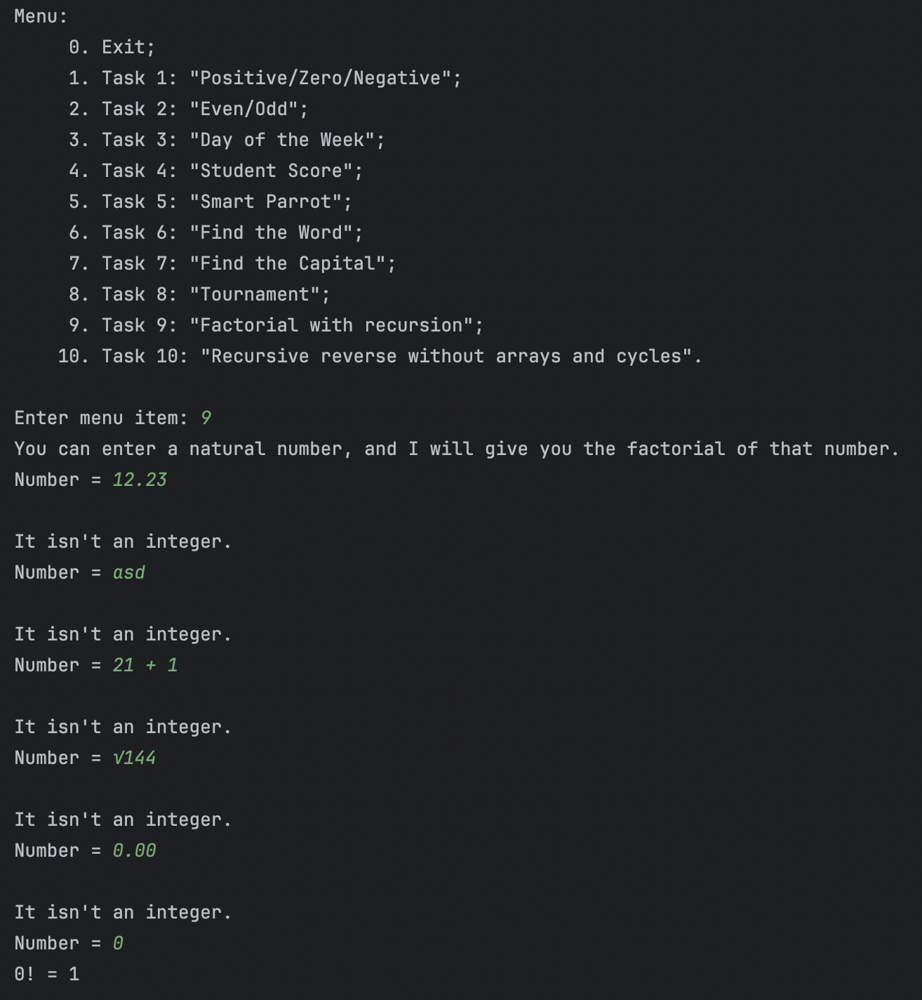 Menu:
0. Exit;
1. Task 1: "Positive/Zero/Negative";
2. Task 2: "Even/Odd";
3. Task 3: "Day of the Week";
4. Task 4: "Student Score";
5. Task 5: "Smart Parrot";
6. Task 6: "Find the Word";
7. Task 7: "Find the Capital";
8. Task 8: "Tournament";
9. Task 9: "Factorial with recursion";
10. Task 10: "Recursive reverse without arrays and cycles".
Enter menu item: 9
You can enter a natural number, and I will give you the factorial of that number.
Number = 12.23
It isn't an integer.
Number = asd
It isn't an integer.
Number = 21 + 1
It isn't an integer.
Number = √144
It isn't an integer.
Number = 0.00
It isn't an integer.
Number = 0
0! = 1